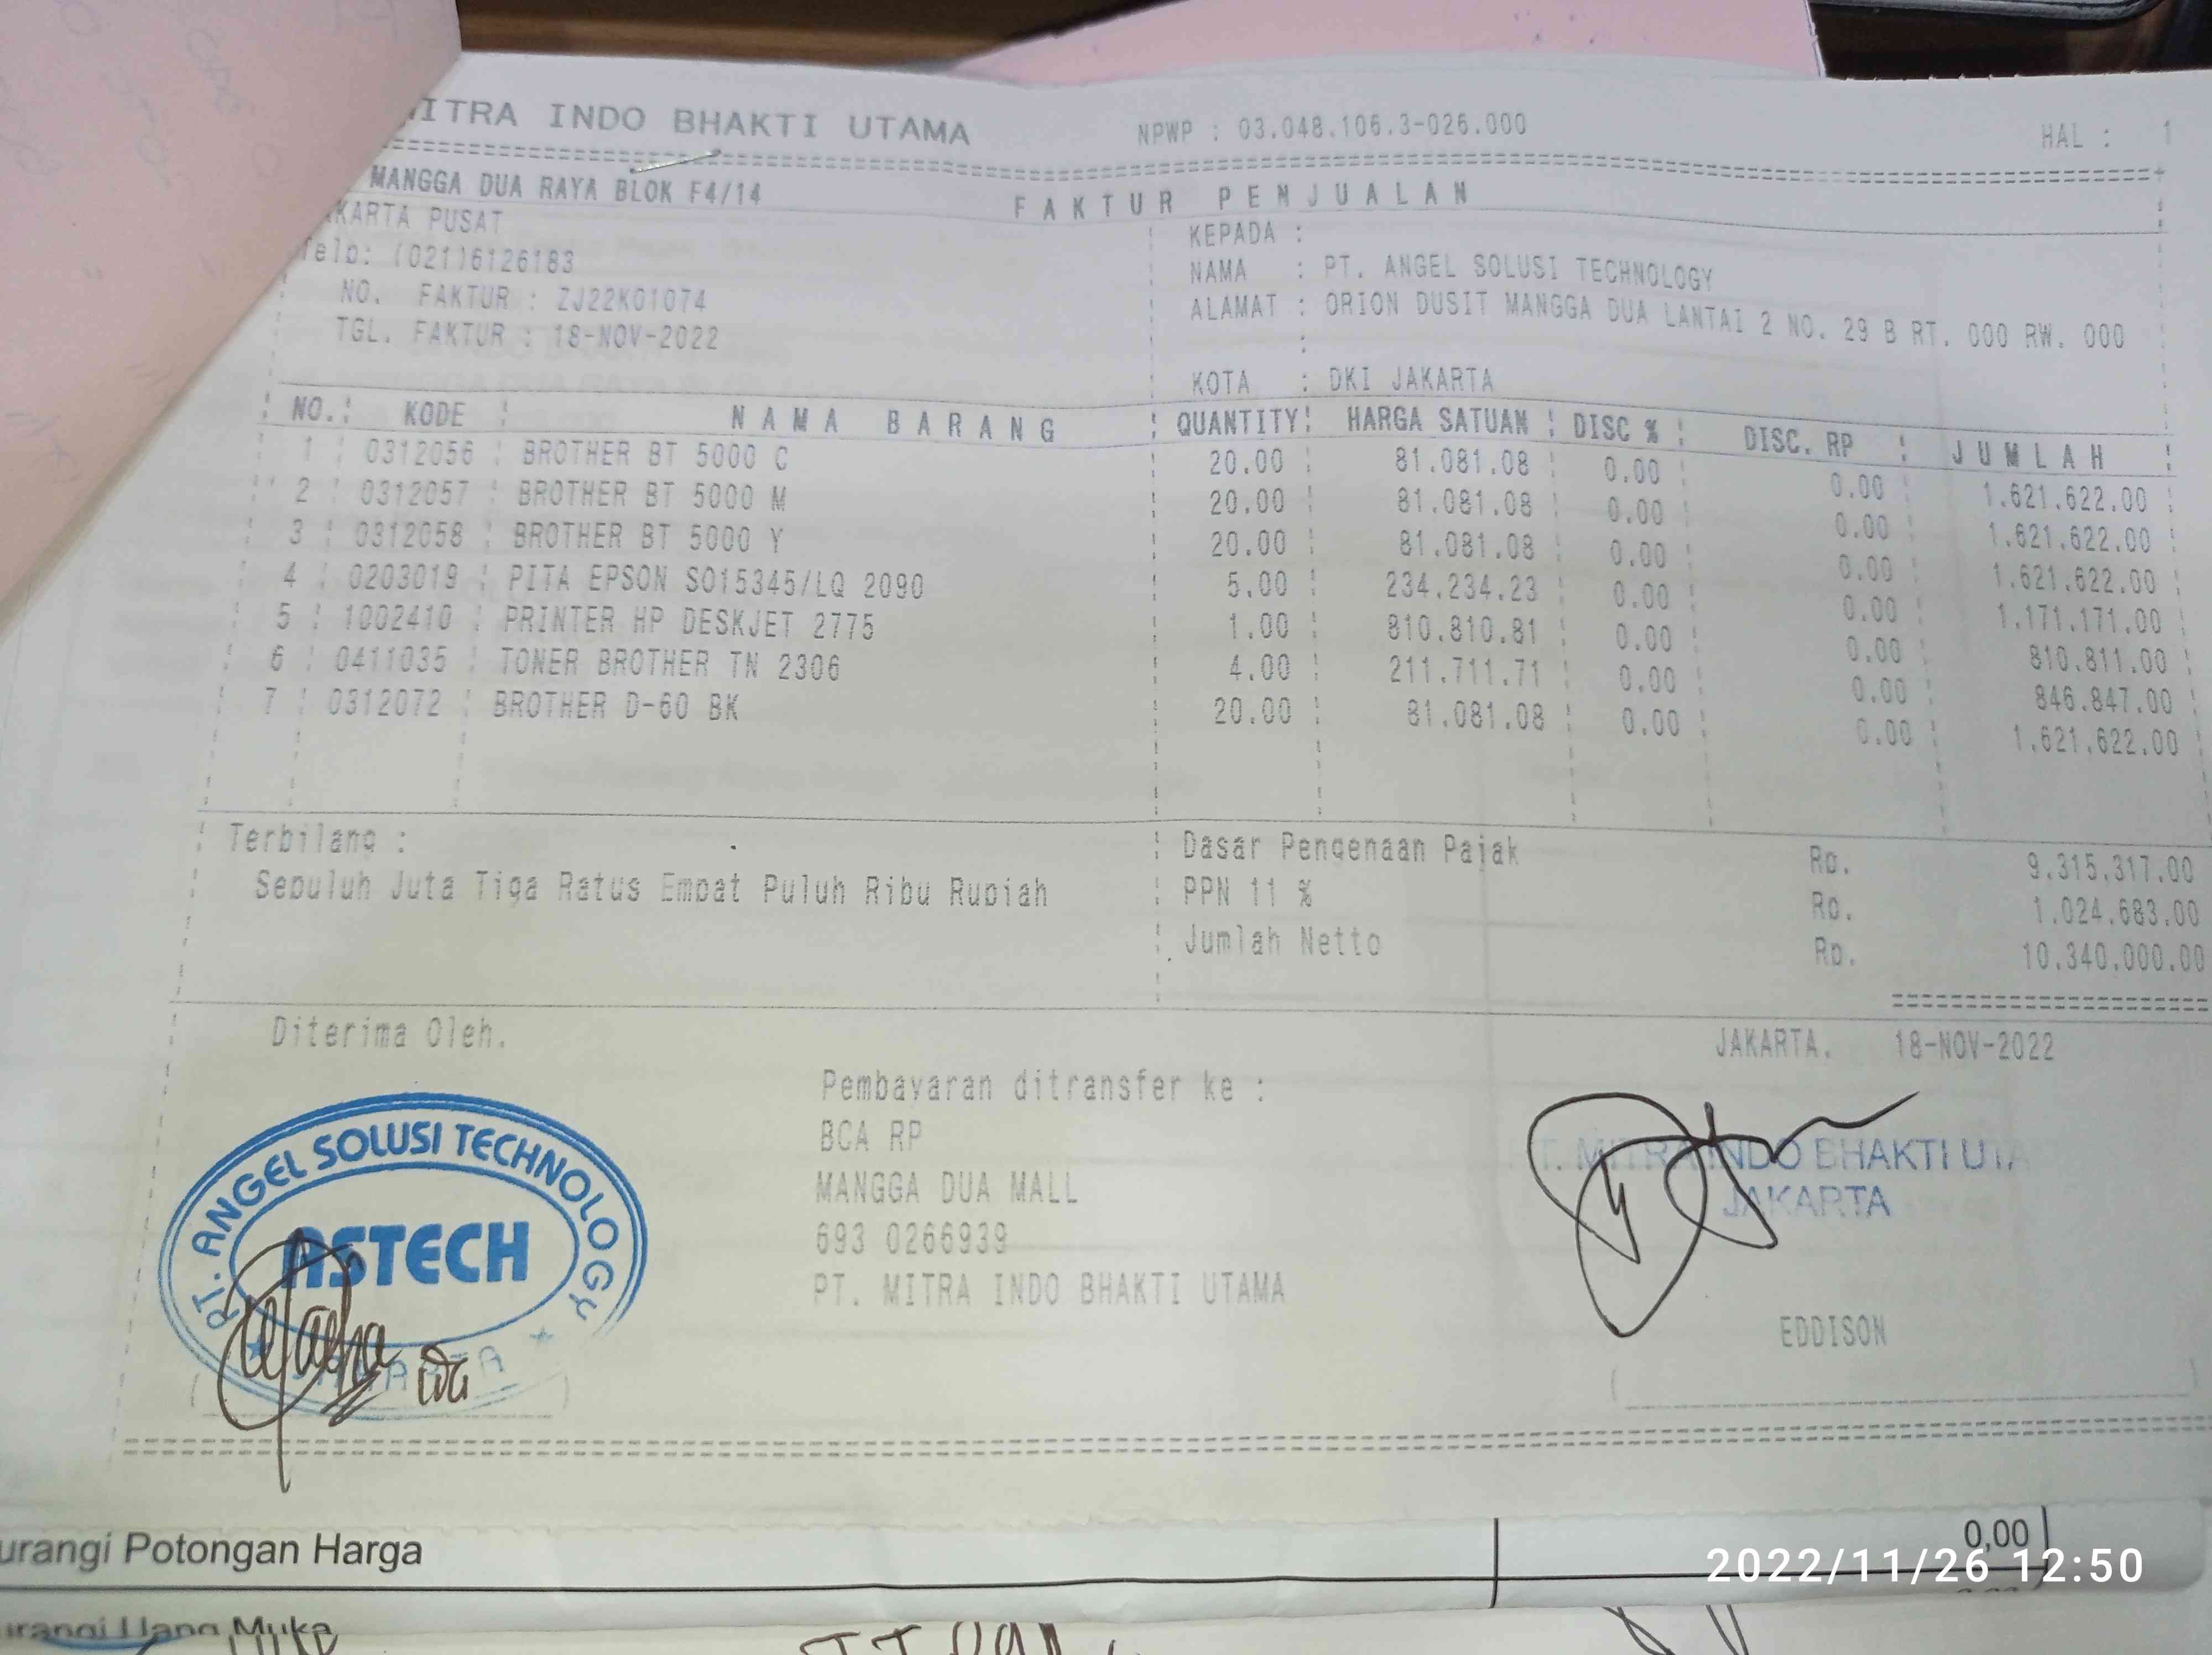 MITRA INDO BHAKTI UTAMA NPWP : 03.048.106.3-026.000 HAL : 1
MANGGA DUA RAYA BLOK F4/14
FAKTUR PENJUALAN
KARTA PUSAT
Telp: (021)6126183
NO. FAKTUR : ZJ22K01074
TGL. FAKTUR : 18-NOV-2022
KEPADA :
NAMA : PT. ANGEL SOLUSI TECHNOLOGY
ALAMAT : ORION DUSIT MANGGA DUA LANTAI 2 NO. 29 B RT. 000 RW. 000
:
KOTA : DKI JAKARTA
NO. KODE NAMA BARANG QUANTITY HARGA SATUAN DISC % DISC. RP JUMLAH
1 0312056 BROTHER BT 5000 C 20.00 81.081.08 0.00 0.00 1.621.622.00
2 0312057 BROTHER BT 5000 M 20.00 81.081.08 0.00 0.00 1.621.622.00
3 0312058 BROTHER BT 5000 Y 20.00 81.081.08 0.00 0.00 1.621.622.00
4 0203019 PITA EPSON SO15345/LQ 2090 5.00 234.234.23 0.00 0.00 1.171.171.00
5 1002410 PRINTER HP DESKJET 2775 1.00 810.810.81 0.00 0.00 810.811.00
6 0411035 TONER BROTHER TN 2306 4.00 211.711.71 0.00 0.00 846.847.00
7 0312072 BROTHER D-60 BK 20.00 81.081.08 0.00 0.00 1.621.622.00
Terbilang :
Sepuluh Juta Tiga Ratus Empat Puluh Ribu Rupiah
Dasar Pengenaan Pajak Rp. 9.315.317.00
PPN 11 % Rp. 1.024.683.00
Jumlah Netto Rp. 10.340.000.00
Diterima Oleh.
JAKARTA. 18-NOV-2022
Pembayaran ditransfer ke :
BCA RP
MANGGA DUA MALL
693 0266939
PT. MITRA INDO BHAKTI UTAMA
PT. ANGEL SOLUSI TECHNOLOGY
ASTECH
JAKARTA
PT. MITRA INDO BHAKTI UTA
JAKARTA
EDDISON
urangi Potongan Harga 0,00
2022/11/26 12:50
urangi Uang Muka